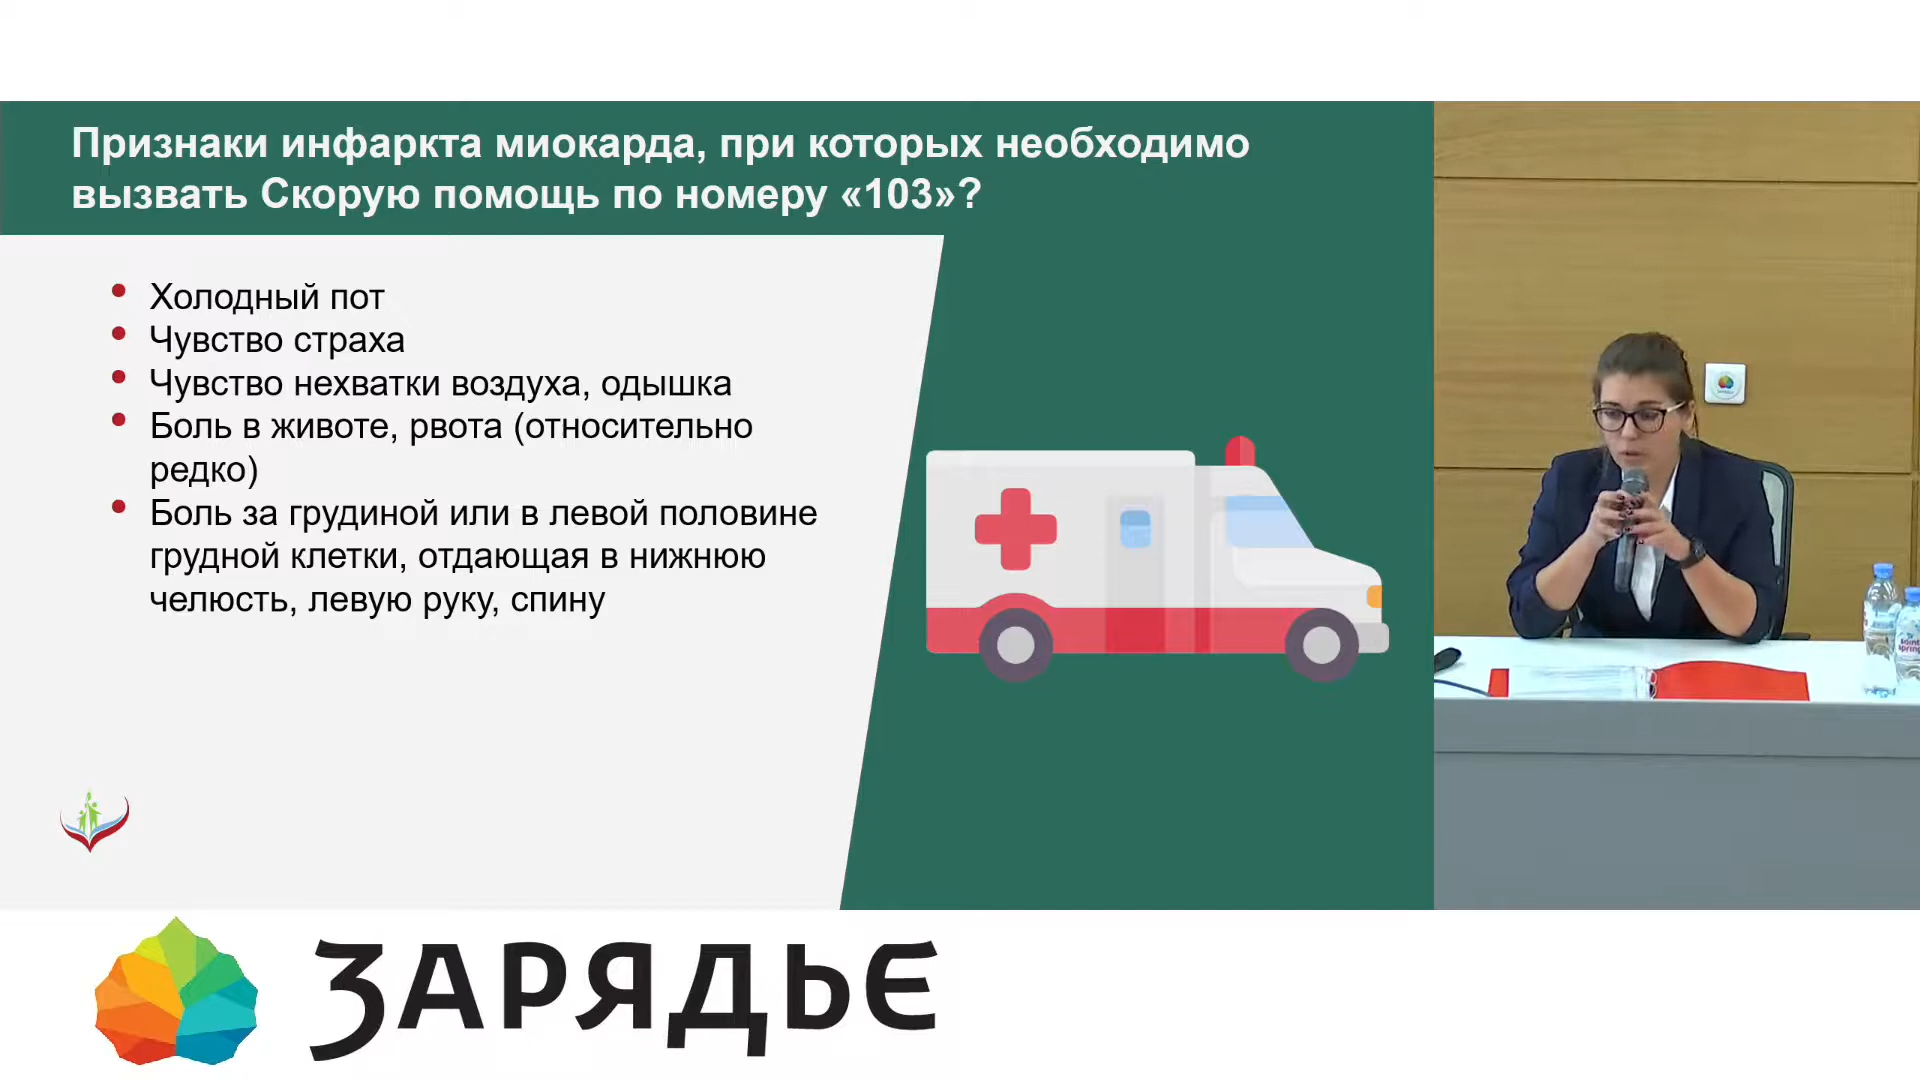 Признаки инфаркта миокарда, при которых необходимо
вызвать Скорую помощь по номеру «103»?
Холодный пот
Чувство страха
Чувство нехватки воздуха, одышка
Боль в животе, рвота (относительно
редко)
Боль за грудиной или в левой половине
грудной клетки, отдающая в нижнюю
челюсть, левую руку, спину
ЗАРЯДЬЕ